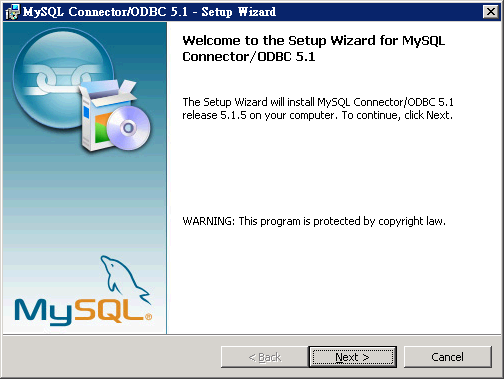 MySQL Connector/ODBC 5.1 - Setup Wizard
Welcome to the Setup Wizard for MySQL
Connector/ODBC 5.1
The Setup Wizard will install MySQL Connector/ODBC 5.1
release 5.1.5 on your computer. To continue, click Next.
WARNING: This program is protected by copyright law.
MySQL®
< Back
Next >
Cancel